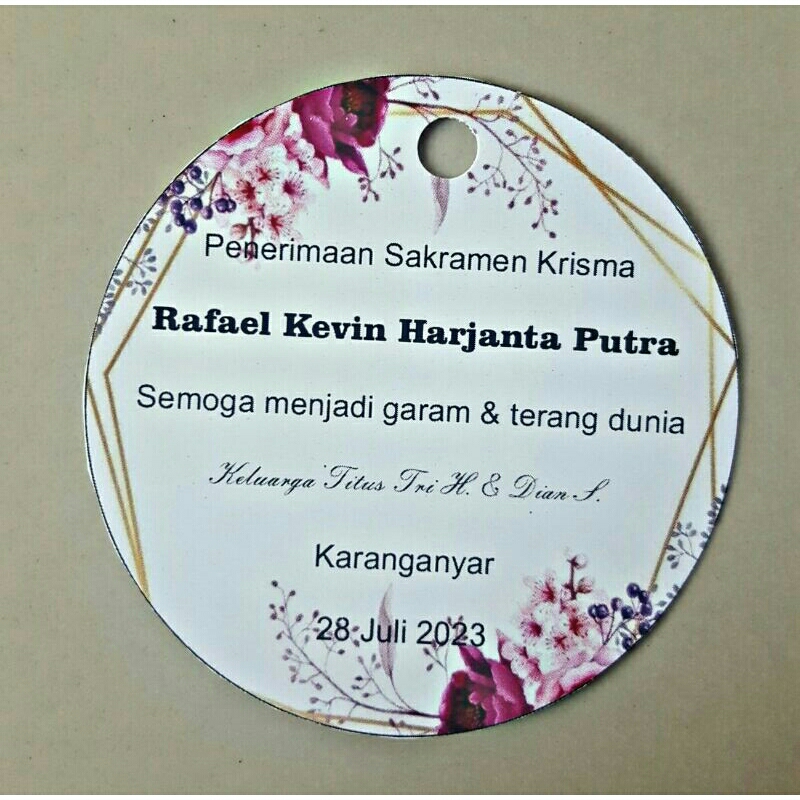 Penerimaan Sakramen Krisma
Rafael Kevin Harjanta Putra
Semoga menjadi garam & terang dunia
Keluarga Titus Tri H. & Dian S.
Karanganyar
28 Juli 2023